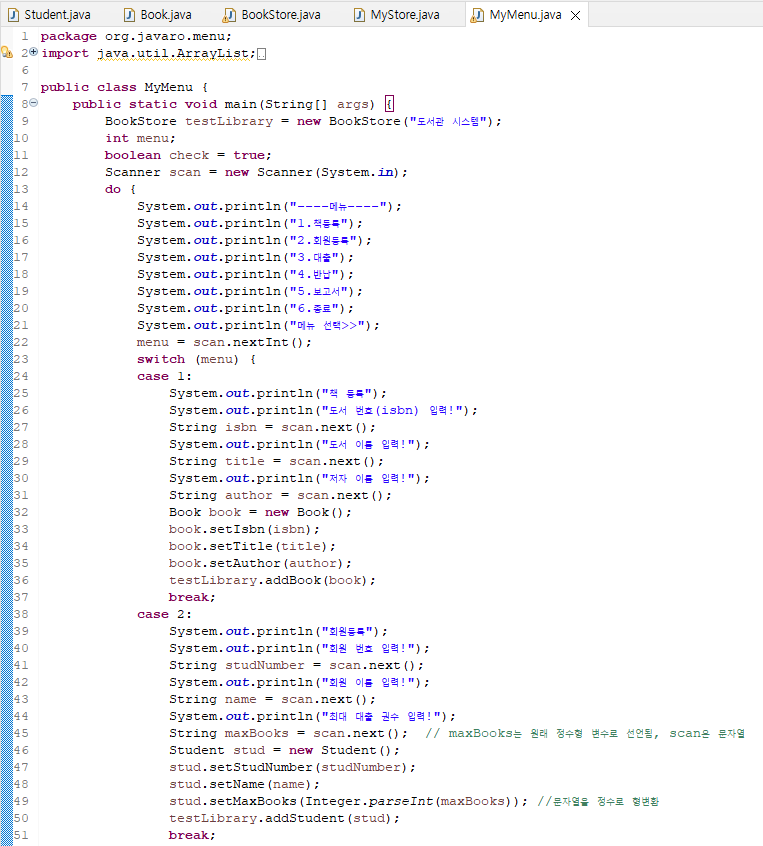 Student.java Book.java BookStore.java MyStore.java MyMenu.java
1 package org.javaro.menu;
2 import java.util.ArrayList;
6
7 public class MyMenu {
8 public static void main(String[] args) {
9 BookStore testLibrary = new BookStore("도서관 시스템");
10 int menu;
11 boolean check = true;
12 Scanner scan = new Scanner(System.in);
13 do {
14 System.out.println("----메뉴----");
15 System.out.println("1.책등록");
16 System.out.println("2.회원등록");
17 System.out.println("3.대출");
18 System.out.println("4.반납");
19 System.out.println("5.보고서");
20 System.out.println("6.종료");
21 System.out.println("메뉴 선택>>");
22 menu = scan.nextInt();
23 switch (menu) {
24 case 1:
25 System.out.println("책 등록");
26 System.out.println("도서 번호(isbn) 입력!");
27 String isbn = scan.next();
28 System.out.println("도서 이름 입력!");
29 String title = scan.next();
30 System.out.println("저자 이름 입력!");
31 String author = scan.next();
32 Book book = new Book();
33 book.setIsbn(isbn);
34 book.setTitle(title);
35 book.setAuthor(author);
36 testLibrary.addBook(book);
37 break;
38 case 2:
39 System.out.println("회원등록");
40 System.out.println("회원 번호 입력!");
41 String studNumber = scan.next();
42 System.out.println("회원 이름 입력!");
43 String name = scan.next();
44 System.out.println("최대 대출 권수 입력!");
45 String maxBooks = scan.next(); // maxBooks는 원래 정수형 변수로 선언됨, scan은 문자열
46 Student stud = new Student();
47 stud.setStudNumber(studNumber);
48 stud.setName(name);
49 stud.setMaxBooks(Integer.parseInt(maxBooks)); //문자열을 정수로 형변환
50 testLibrary.addStudent(stud);
51 break;